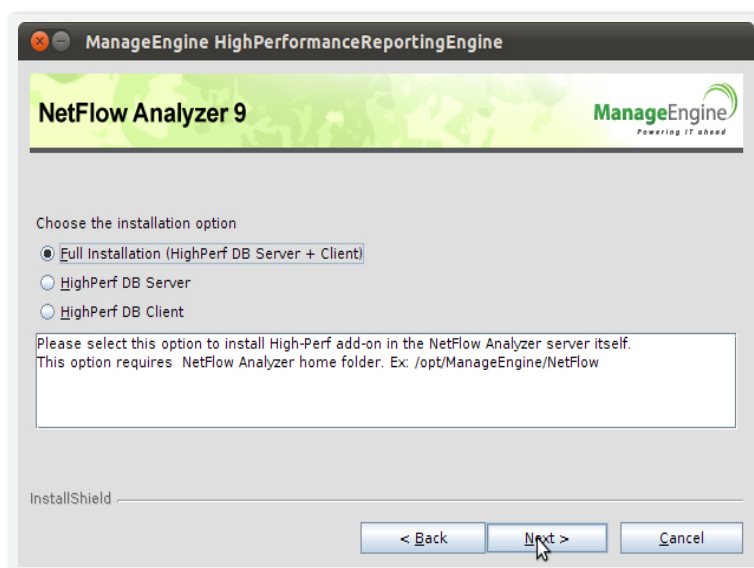 ManageEngine HighPerformanceReportingEngine
NetFlow Analyzer 9
ManageEngine
Powering IT ahead
Choose the installation option
Full Installation (HighPerf DB Server + Client)
HighPerf DB Server
HighPerf DB Client
Please select this option to install High-Perf add-on in the NetFlow Analyzer server itself.
This option requires  NetFlow Analyzer home folder. Ex: /opt/ManageEngine/NetFlow
InstallShield
< Back
Next >
Cancel